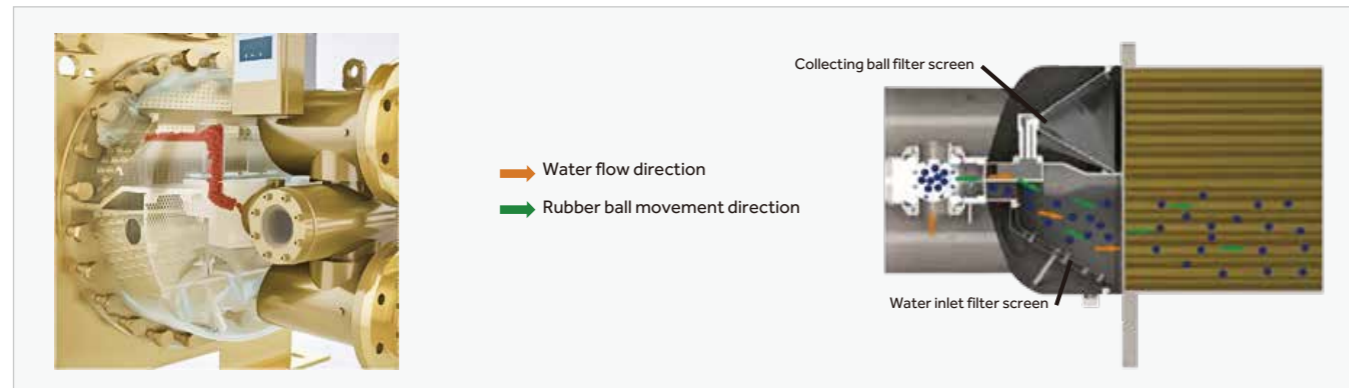 Collecting ball filter screen
Water flow direction
Rubber ball movement direction
Water inlet filter screen